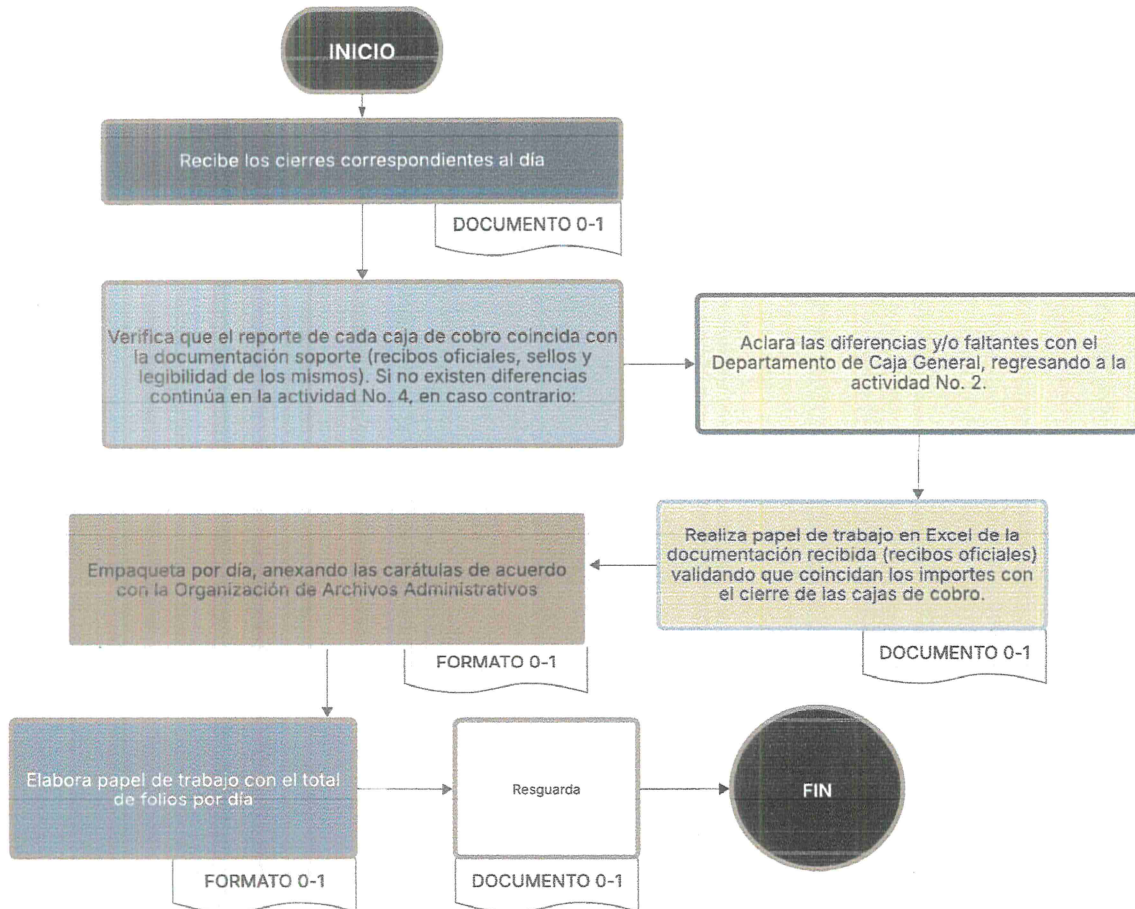 INICIO
Recibe los cierres correspondientes al día
DOCUMENTO 0-1
Verifica que el reporte de cada caja de cobro coincida con
la documentación soporte (recibos oficiales, sellos y
legibilidad de los mismos). Si no existen diferencias
continúa en la actividad No. 4, en caso contrario:
Aclara las diferencias y/o faltantes con el
Departamento de Caja General, regresando a la
actividad No. 2.
Realiza papel de trabajo en Excel de la
documentación recibida (recibos oficiales)
validando que coincidan los importes con
el cierre de las cajas de cobro.
DOCUMENTO 0-1
Empaqueta por día, anexando las carátulas de acuerdo
con la Organización de Archivos Administrativos
FORMATO 0-1
Elabora papel de trabajo con el total
de folios por día
FORMATO 0-1
Resguarda
DOCUMENTO 0-1
FIN